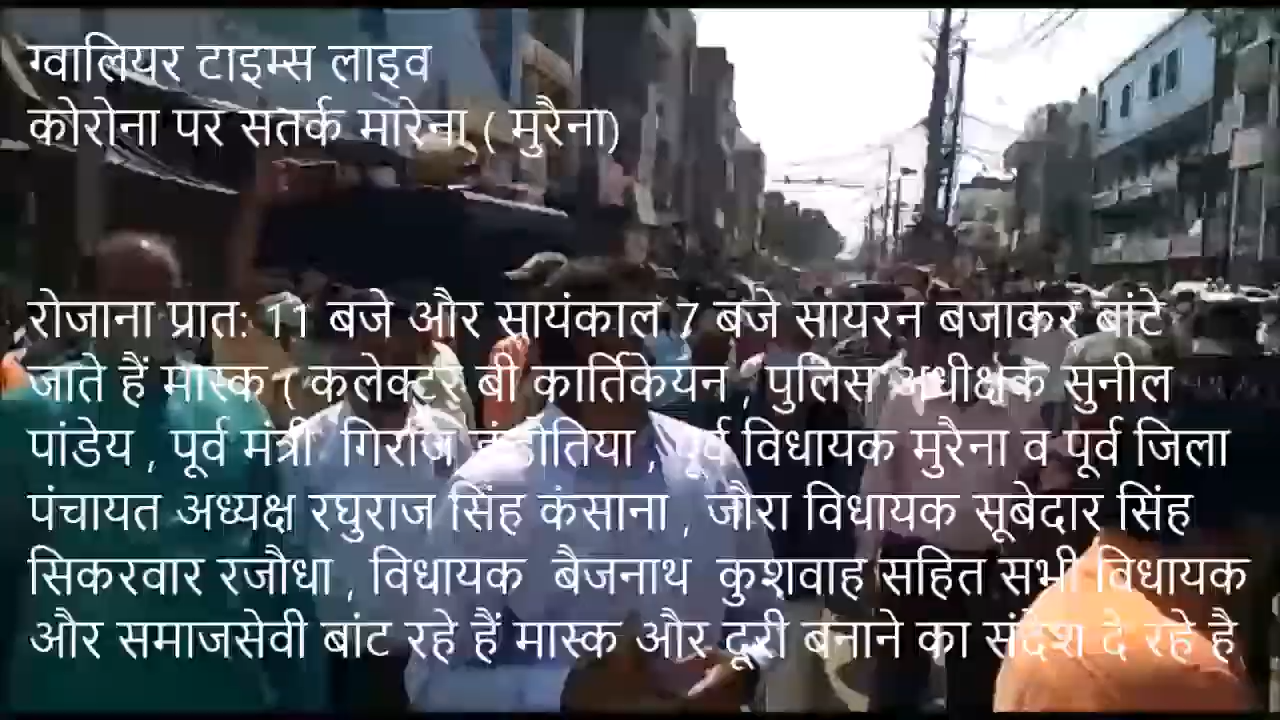 ग्वालियर टाइम्स लाइव
कोरोना पर सतर्क मारेना ( मुरैना)
रोजाना प्रात: 11 बजे और सायंकाल 7 बजे सायरन बजाकर बांटे
जाते हैं मास्क ( कलेक्टर बी कार्तिकेयन , पुलिस अधीक्षक सुनील
पांडेय , पूर्व मंत्री गिर्राज डंडौतिया , पूर्व विधायक मुरैना व पूर्व जिला
पंचायत अध्यक्ष रघुराज सिंह कंसाना , जौरा विधायक सूबेदार सिंह
सिकरवार रजौधा , विधायक बैजनाथ कुशवाह सहित सभी विधायक
और समाजसेवी बांट रहे हैं मास्क और दूरी बनाने का संदेश दे रहे है